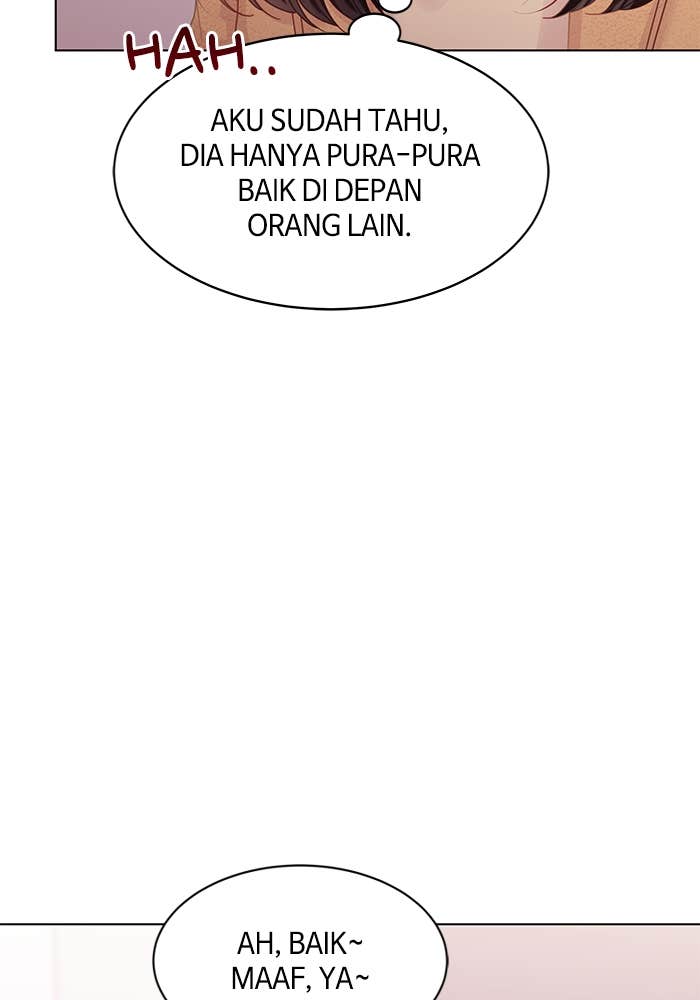 HAH..
AKU SUDAH TAHU,
DIA HANYA PURA-PURA
BAIK DI DEPAN
ORANG LAIN.
AH, BAIK~
MAAF, YA~